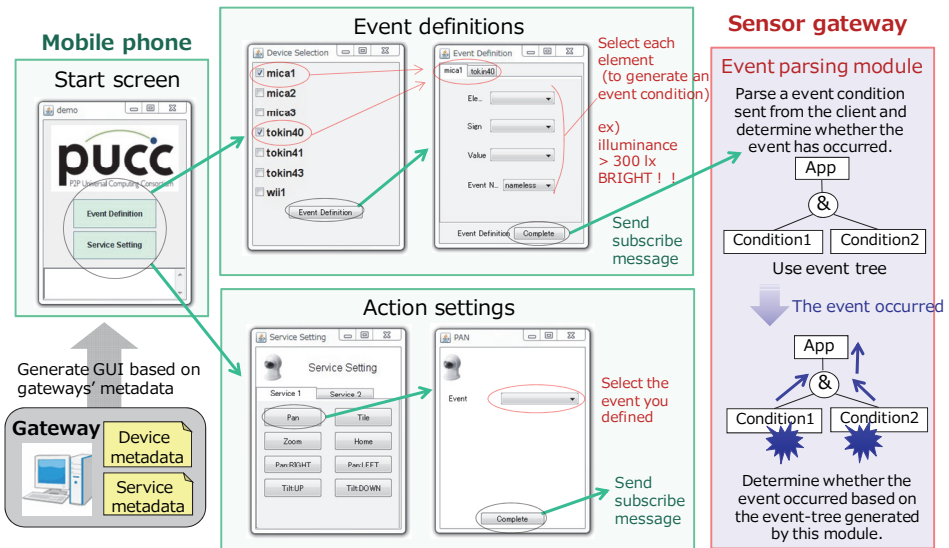 Mobile phone
Start screen
demo
pucc
P2P Universal Computing Consortium
Event Definition
Service Setting
Generate GUI based on
gateways' metadata
Gateway
Device
metadata
Service
metadata
Event definitions
Device Selection
mica1
mica2
mica3
tokin40
tokin41
tokin43
wii1
Event Definition
Event Definition
mica1
tokin40
Ele...
Sign
Value
Event N...
nameless
Event Definition
Complete
Select each
element
(to generate an
event condition)
ex)
illuminance
> 300 lx
BRIGHT ! !
Send
subscribe
message
Action settings
Service Setting
Service Setting
Service 1
Service 2
Pan
Tile
Zoom
Home
Pan:RIGHT
Pan:LEFT
Tilt:UP
Tilt:DOWN
PAN
Event
Complete
Select the
event you
defined
Send
subscribe
message
Sensor gateway
Event parsing module
Parse a event condition
sent from the client and
determine whether the
event has occurred.
App
&
Condition1
Condition2
Use event tree
The event occurred
App
&
Condition1
Condition2
Determine whether the
event occurred based on
the event-tree generated
by this module.